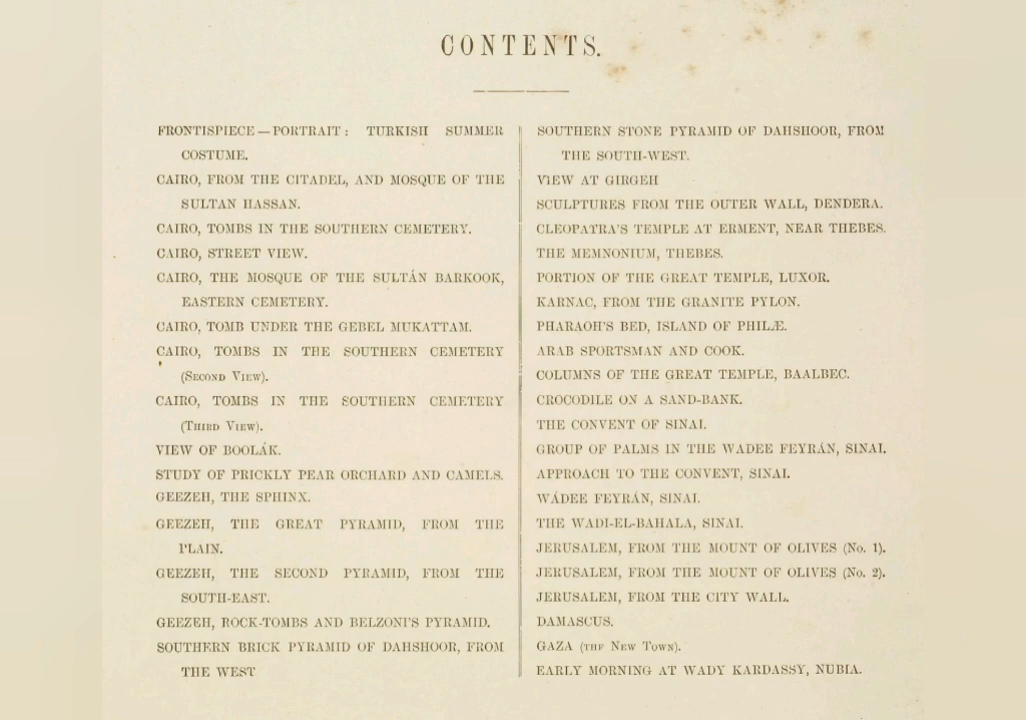 CONTENTS.
FRONTISPIECE — PORTRAIT: TURKISH SUMMER
COSTUME.
CAIRO, FROM THE CITADEL, AND MOSQUE OF THE
SULTAN HASSAN.
CAIRO, TOMBS IN THE SOUTHERN CEMETERY.
CAIRO, STREET VIEW.
CAIRO, THE MOSQUE OF THE SULTÁN BARKOOK,
EASTERN CEMETERY.
CAIRO, TOMB UNDER THE GEBEL MUKATTAM.
CAIRO, TOMBS IN THE SOUTHERN CEMETERY
(Second View).
CAIRO, TOMBS IN THE SOUTHERN CEMETERY
(Third View).
VIEW OF BOOLÁK.
STUDY OF PRICKLY PEAR ORCHARD AND CAMELS.
GEEZEH, THE SPHINX.
GEEZEH, THE GREAT PYRAMID, FROM THE
PLAIN.
GEEZEH, THE SECOND PYRAMID, FROM THE
SOUTH-EAST.
GEEZEH, ROCK-TOMBS AND BELZONI'S PYRAMID.
SOUTHERN BRICK PYRAMID OF DAHSHOOR, FROM
THE WEST
SOUTHERN STONE PYRAMID OF DAHSHOOR, FROM
THE SOUTH-WEST.
VIEW AT GIRGEH
SCULPTURES FROM THE OUTER WALL, DENDERA.
CLEOPATRA'S TEMPLE AT ERMENT, NEAR THEBES.
THE MEMNONIUM, THEBES.
PORTION OF THE GREAT TEMPLE, LUXOR.
KARNAC, FROM THE GRANITE PYLON.
PHARAOH'S BED, ISLAND OF PHILÆ.
ARAB SPORTSMAN AND COOK.
COLUMNS OF THE GREAT TEMPLE, BAALBEC.
CROCODILE ON A SAND-BANK.
THE CONVENT OF SINAI.
GROUP OF PALMS IN THE WADEE FEYRÁN, SINAI.
APPROACH TO THE CONVENT, SINAI.
WÁDEE FEYRÁN, SINAI.
THE WADI-EL-BAHALA, SINAI.
JERUSALEM, FROM THE MOUNT OF OLIVES (No. 1).
JERUSALEM, FROM THE MOUNT OF OLIVES (No. 2).
JERUSALEM, FROM THE CITY WALL.
DAMASCUS.
GAZA (the New Town).
EARLY MORNING AT WADY KARDASSY, NUBIA.